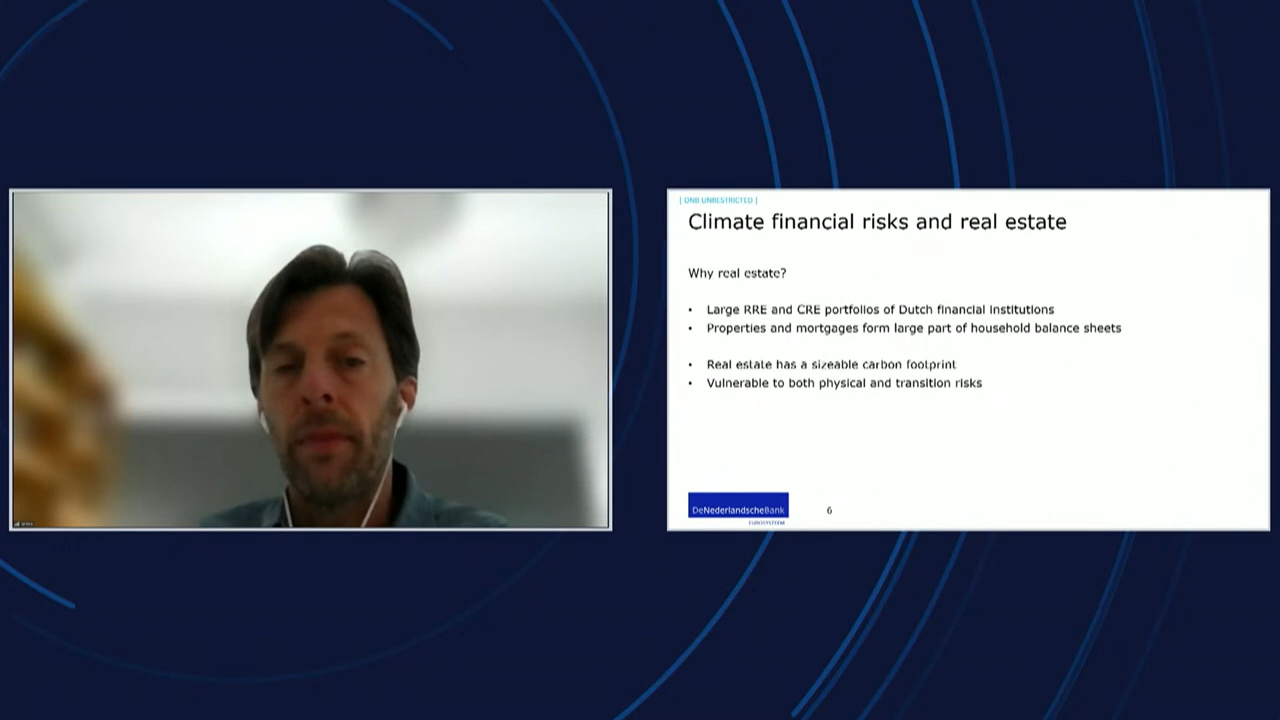 [ DNB UNRESTRICTED ]
Climate financial risks and real estate
Why real estate?
• Large RRE and CRE portfolios of Dutch financial institutions
• Properties and mortgages form large part of household balance sheets
• Real estate has a sizeable carbon footprint
• Vulnerable to both physical and transition risks
DeNederlandscheBank
EUROSYSTEEM
6